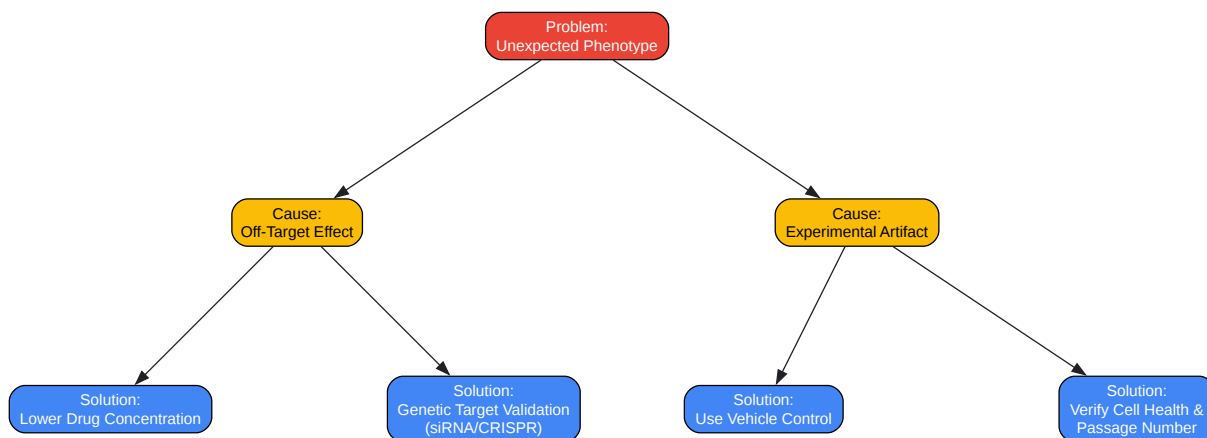 Problem:
Unexpected Phenotype
Cause:
Off-Target Effect
Cause:
Experimental Artifact
Solution:
Lower Drug Concentration
Solution:
Genetic Target Validation
(siRNA/CRISPR)
Solution:
Use Vehicle Control
Solution:
Verify Cell Health &
Passage Number